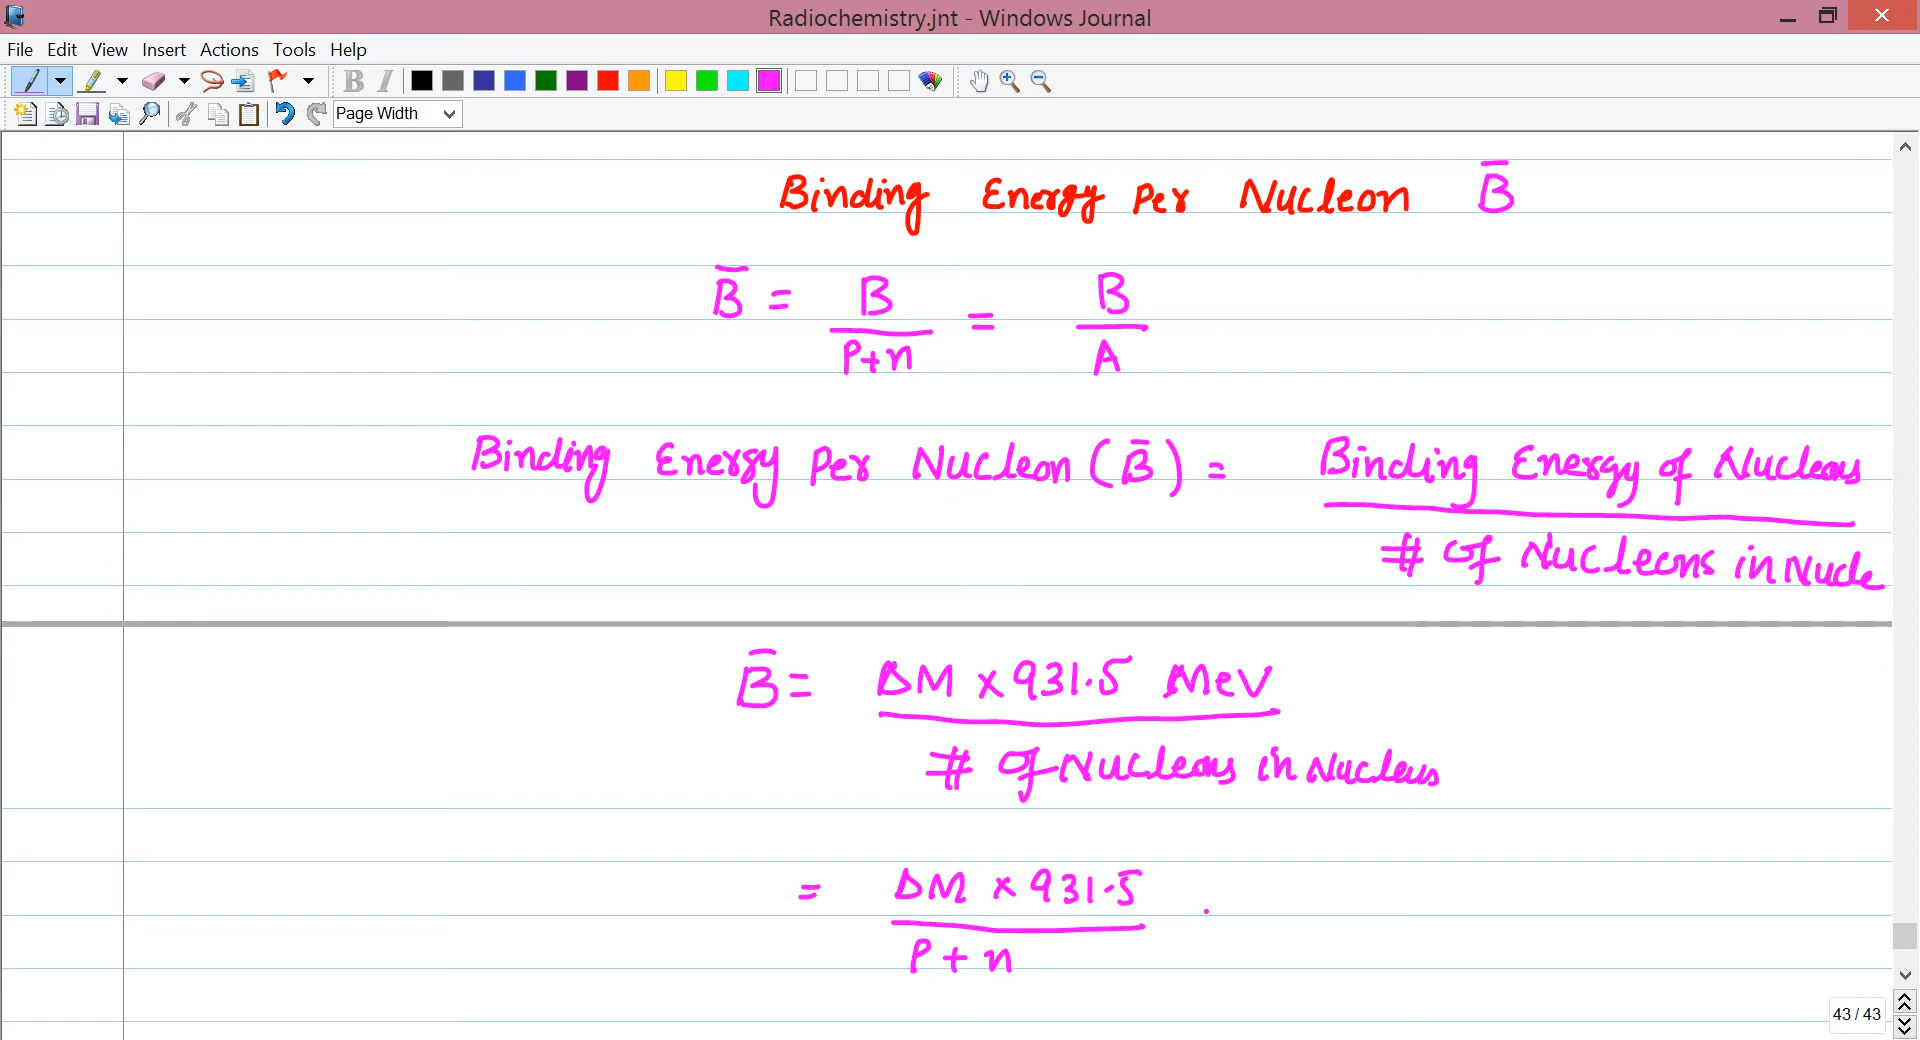 Radiochemistry.jnt - Windows Journal
File Edit View Insert Actions Tools Help
B I
Page Width
Binding Energy Per Nucleon B̅
B̅ = B / P+n = B / A
Binding Energy Per Nucleon (B̅) = Binding Energy of Nucleus
# of Nucleons in Nucle
B̅ = ΔM × 931.5 MeV
# of Nucleons in Nucleus
= ΔM × 931.5
P + n
43 / 43